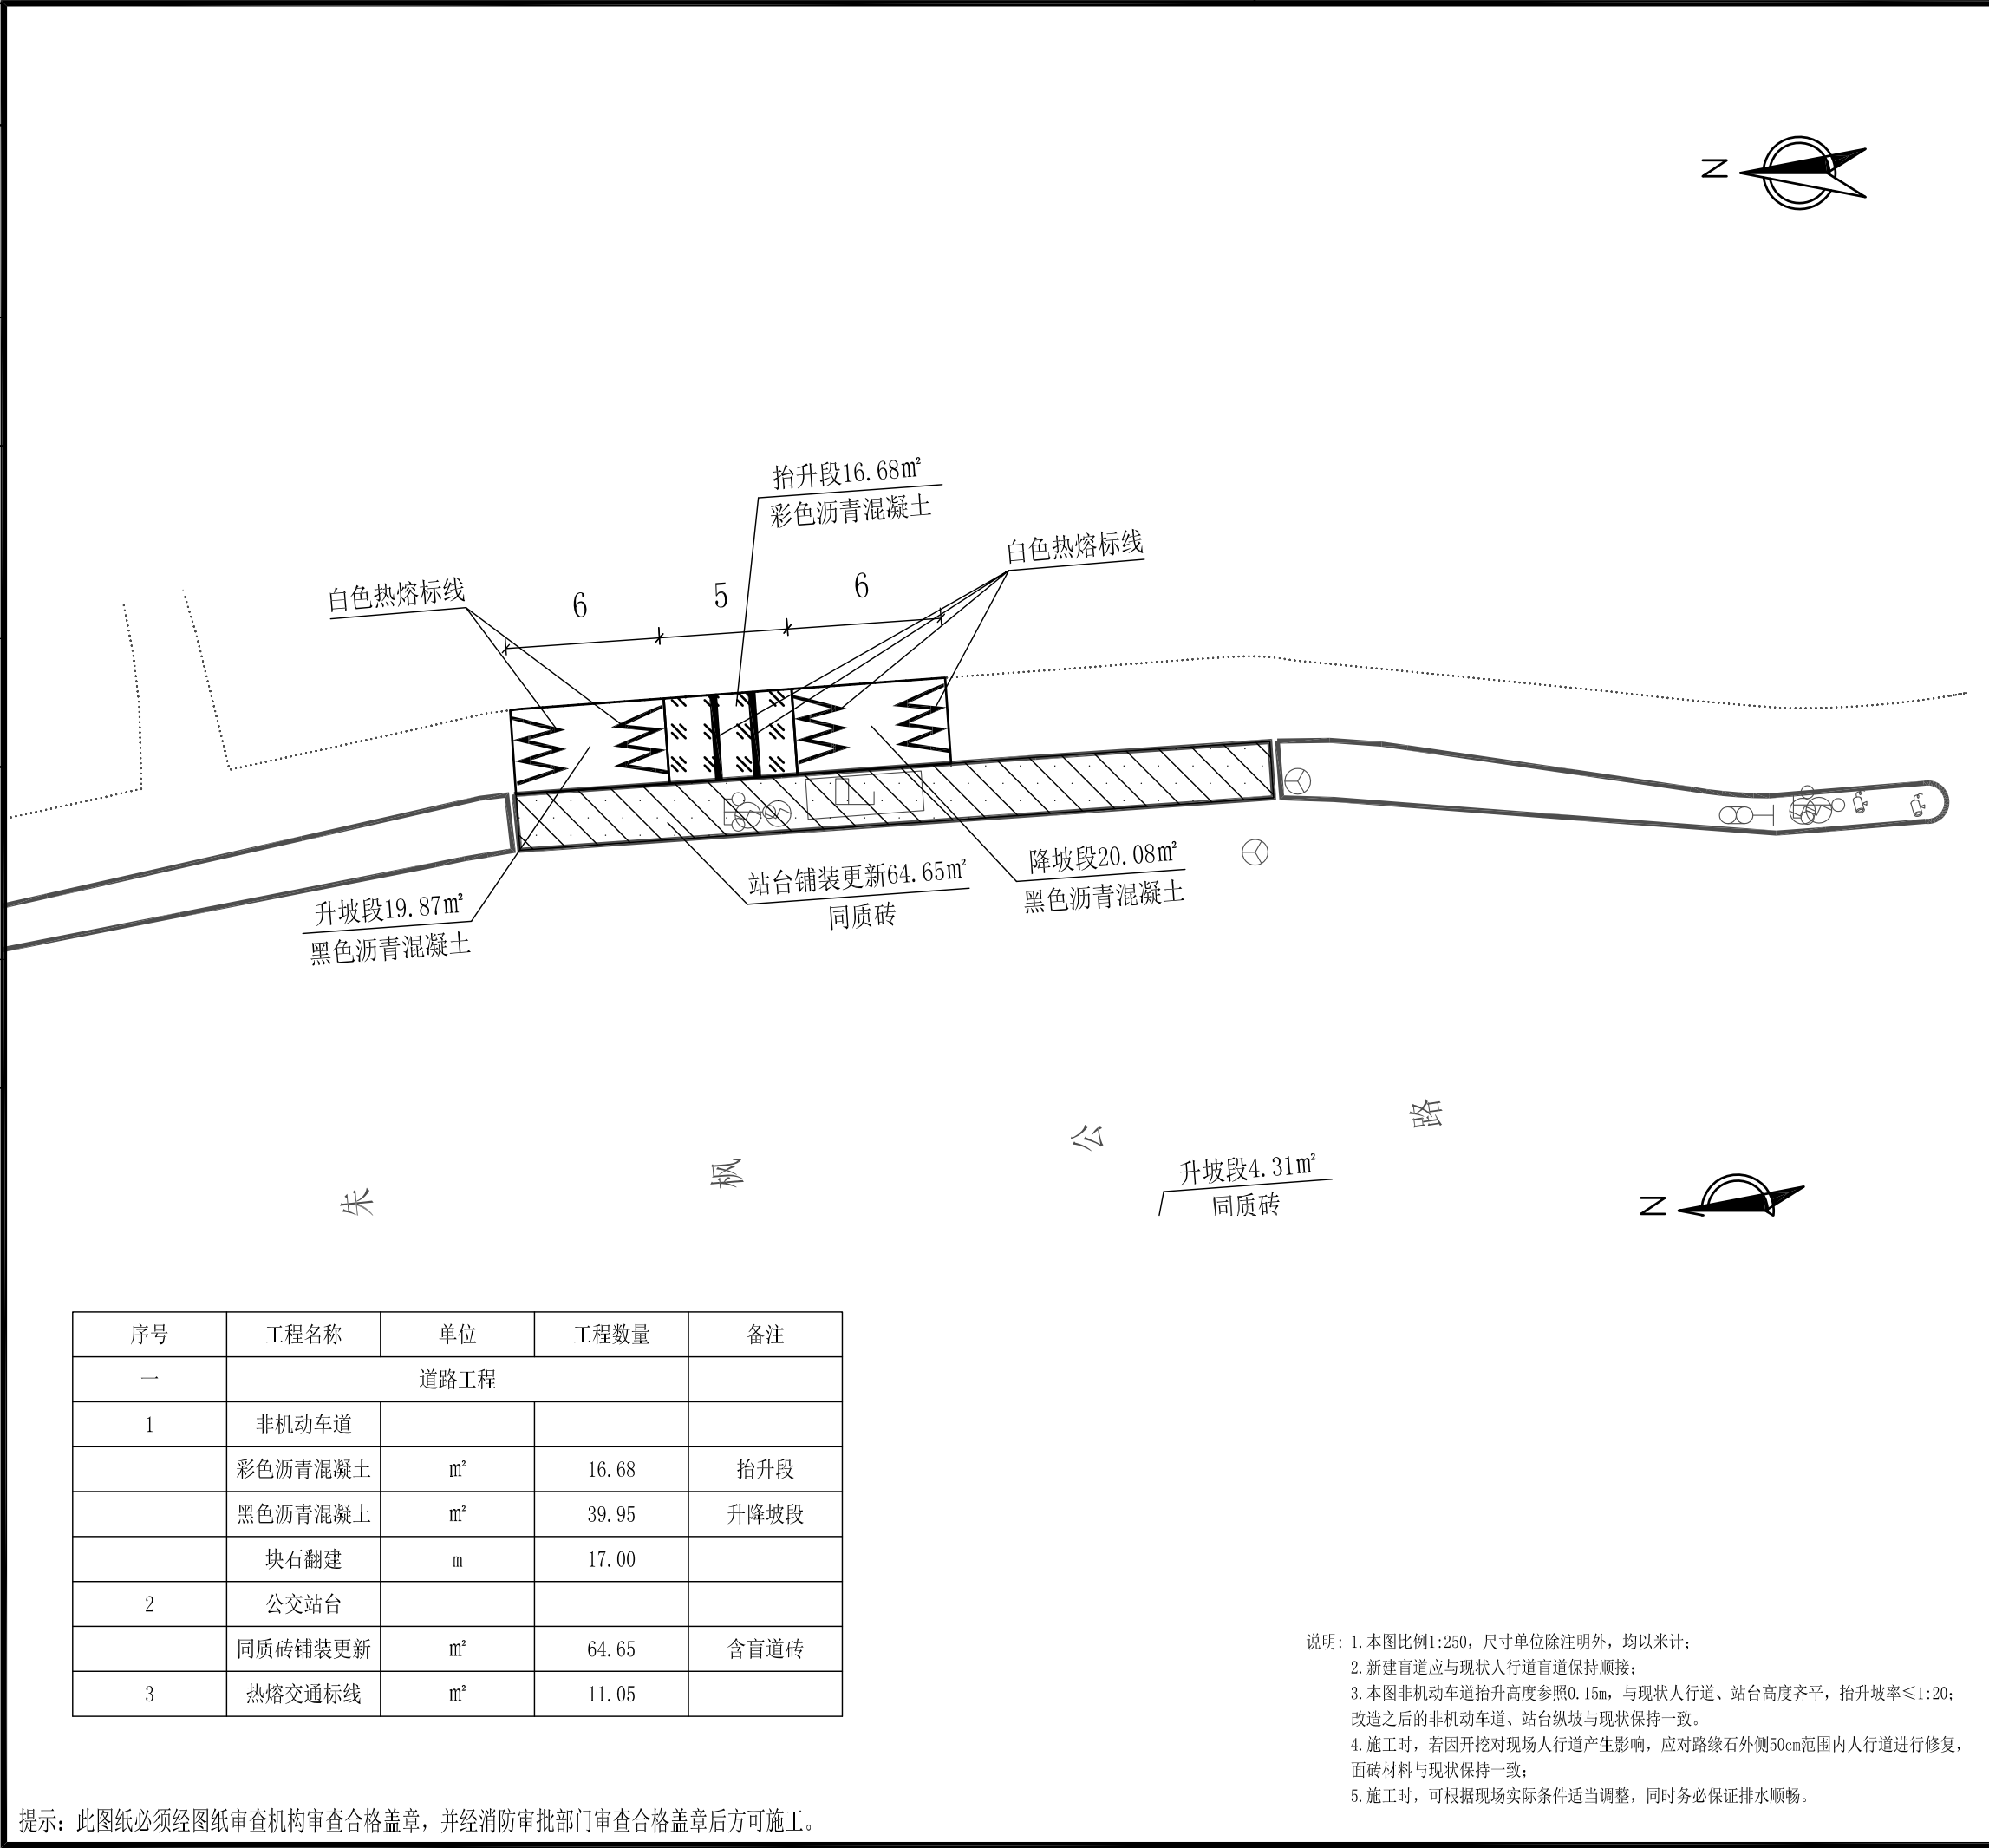 N
抬升段16.68㎡
彩色沥青混凝土
白色热熔标线
白色热熔标线
6
5
6
站台铺装更新64.65㎡
同质砖
降坡段20.08㎡
黑色沥青混凝土
升坡段19.87㎡
黑色沥青混凝土
朱
枫
公
路
升坡段4.31㎡
同质砖
N
序号 工程名称 单位 工程数量 备注
一 道路工程
1 非机动车道
彩色沥青混凝土 ㎡ 16.68 抬升段
黑色沥青混凝土 ㎡ 39.95 升降坡段
块石翻建 m 17.00
2 公交站台
同质砖铺装更新 ㎡ 64.65 含盲道砖
3 热熔交通标线 ㎡ 11.05
说明: 1.本图比例1:250，尺寸单位除注明外，均以米计；
2.新建盲道应与现状人行道盲道保持顺接；
3.本图非机动车道抬升高度参照0.15m，与现状人行道、站台高度齐平，抬升坡率≤1:20；
改造之后的非机动车道、站台纵坡与现状保持一致。
4.施工时，若因开挖对现场人行道产生影响，应对路缘石外侧50cm范围内人行道进行修复，
面砖材料与现状保持一致；
5.施工时，可根据现场实际条件适当调整，同时务必保证排水顺畅。
提示：此图纸必须经图纸审查机构审查合格盖章，并经消防审批部门审查合格盖章后方可施工。